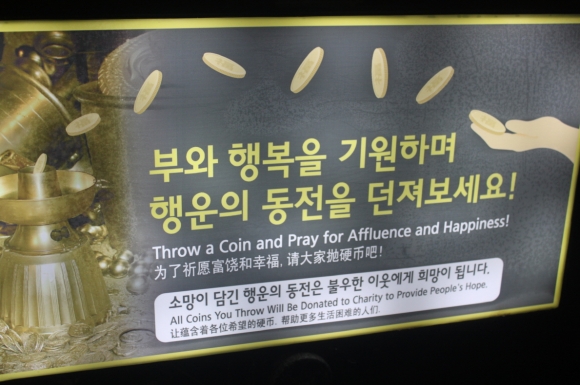 부와 행복을 기원하며
행운의 동전을 던져보세요!
Throw a Coin and Pray for Affluence and Happiness!
为了祈愿富饶和幸福, 请大家抛硬币吧!
소망이 담긴 행운의 동전은 불우한 이웃에게 희망이 됩니다.
All Coins You Throw Will Be Donated to Charity to Provide People's Hope.
让蕴含着各位希望的硬币, 帮助更多生活困难的人们.